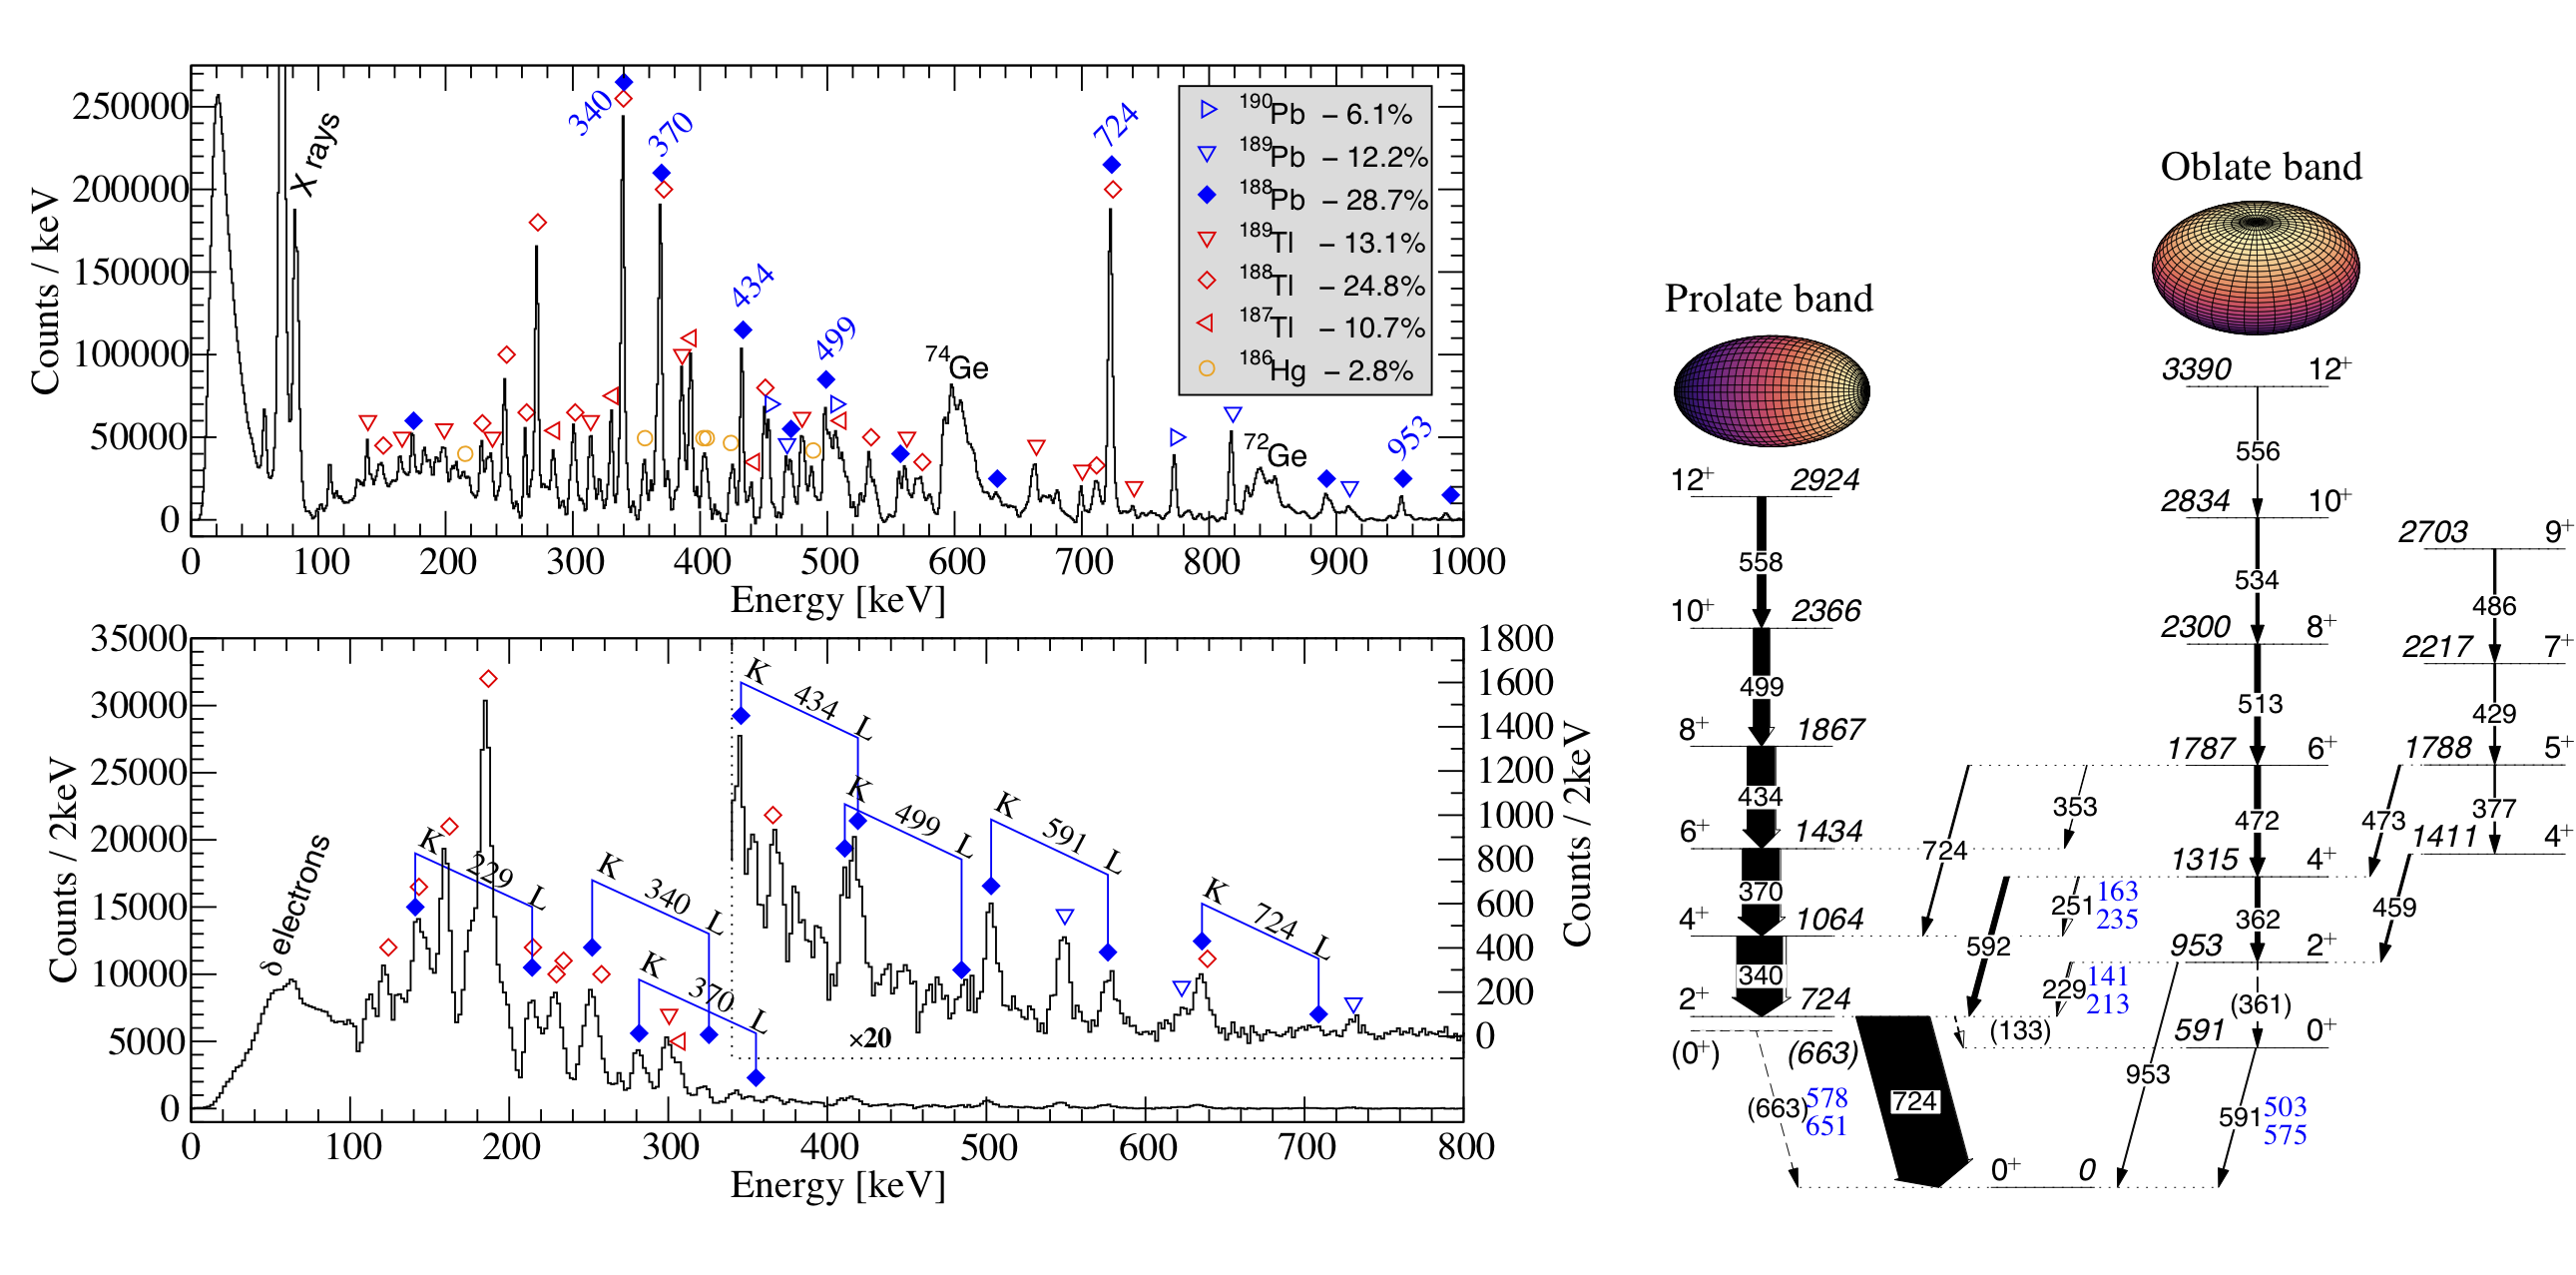 250000
200000
150000
100000
50000
0
Counts / keV
X rays
340
370
434
499
74Ge
724
72Ge
953
190Pb – 6.1%
189Pb – 12.2%
188Pb – 28.7%
189Tl – 13.1%
188Tl – 24.8%
187Tl – 10.7%
186Hg – 2.8%
0 100 200 300 400 500 600 700 800 900 1000
Energy [keV]
35000
30000
25000
20000
15000
10000
5000
0
Counts / 2keV
δ electrons
K 229 L
K 340 L
K 370 L
K 434 L
K 499 L
K 591 L
K 724 L
×20
1800
1600
1400
1200
1000
800
600
400
200
0
Counts / 2keV
0 100 200 300 400 500 600 700 800
Energy [keV]
Prolate band
12+ 2924
558
10+ 2366
499
8+ 1867
434
6+ 1434
370
4+ 1064
340
2+ 724
(0+) (663)
(663) 578
651
724
0+ 0
Oblate band
3390 12+
556
2834 10+
534
2300 8+
513
1787 6+
472
1315 4+
362
953 2+
(361)
591 0+
591 503
575
953
(133)
229 141
213
251 163
235
592
724
353
2703 9+
486
2217 7+
429
1788 5+
377
1411 4+
473
459